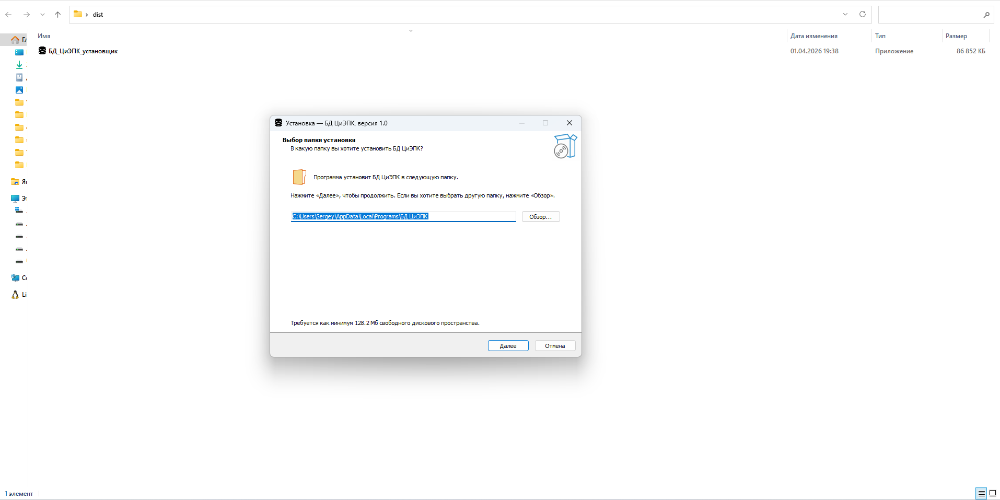 dist
Имя
Дата изменения
Тип
Размер
БД_ЦиЭПК_установщик
01.04.2026 19:38
Приложение
86 852 КБ
Установка — БД ЦиЭПК, версия 1.0
Выбор папки установки
В какую папку вы хотите установить БД ЦиЭПК?
Программа установит БД ЦиЭПК в следующую папку.
Нажмите «Далее», чтобы продолжить. Если вы хотите выбрать другую папку, нажмите «Обзор».
C:\Users\Sergey\AppData\Local\Programs\БД ЦиЭПК
Обзор...
Требуется как минимум 128.2 Мб свободного дискового пространства.
Далее
Отмена
1 элемент